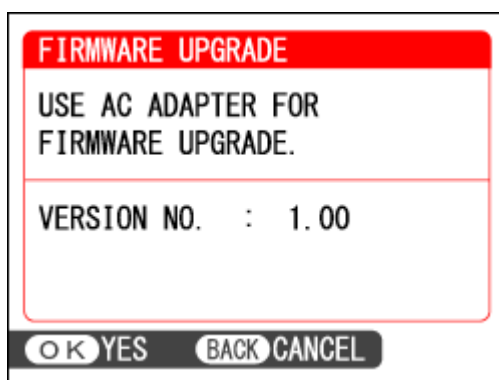 FIRMWARE UPGRADE
USE AC ADAPTER FOR
FIRMWARE UPGRADE.
VERSION NO. : 1.00
OK YES BACK CANCEL